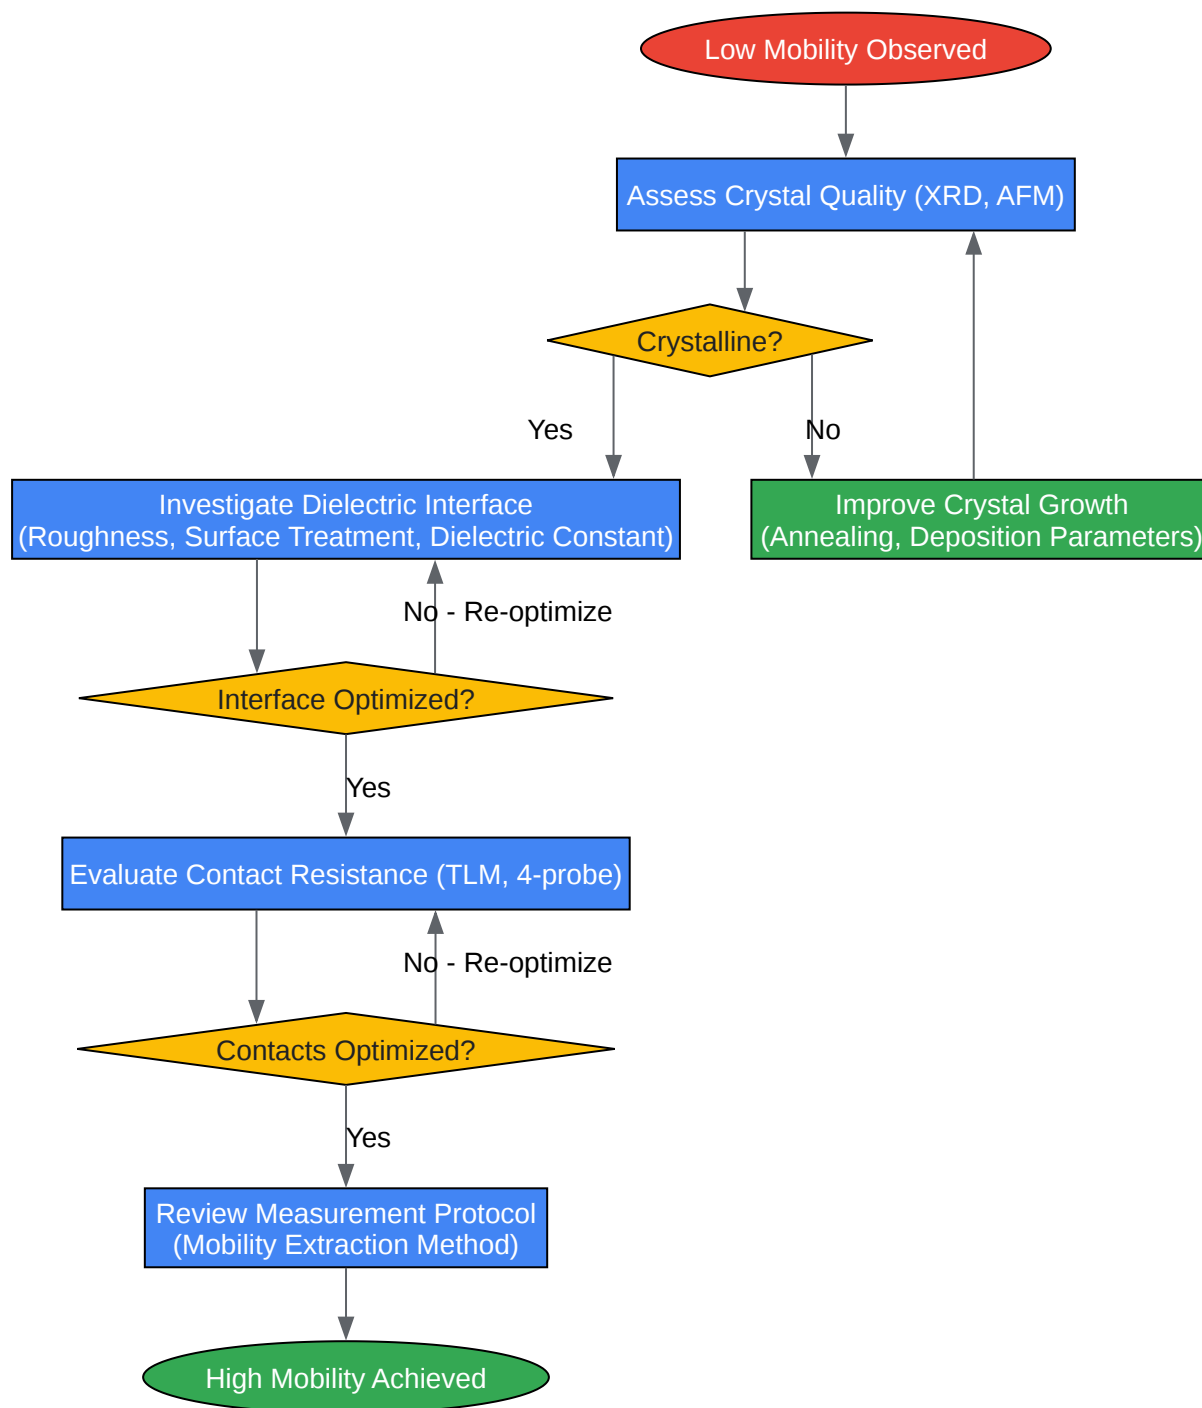 Low Mobility Observed
Assess Crystal Quality (XRD, AFM)
Crystalline?
Yes
No
Investigate Dielectric Interface
(Roughness, Surface Treatment, Dielectric Constant)
Improve Crystal Growth
(Annealing, Deposition Parameters)
No - Re-optimize
Interface Optimized?
Yes
Evaluate Contact Resistance (TLM, 4-probe)
No - Re-optimize
Contacts Optimized?
Yes
Review Measurement Protocol
(Mobility Extraction Method)
High Mobility Achieved